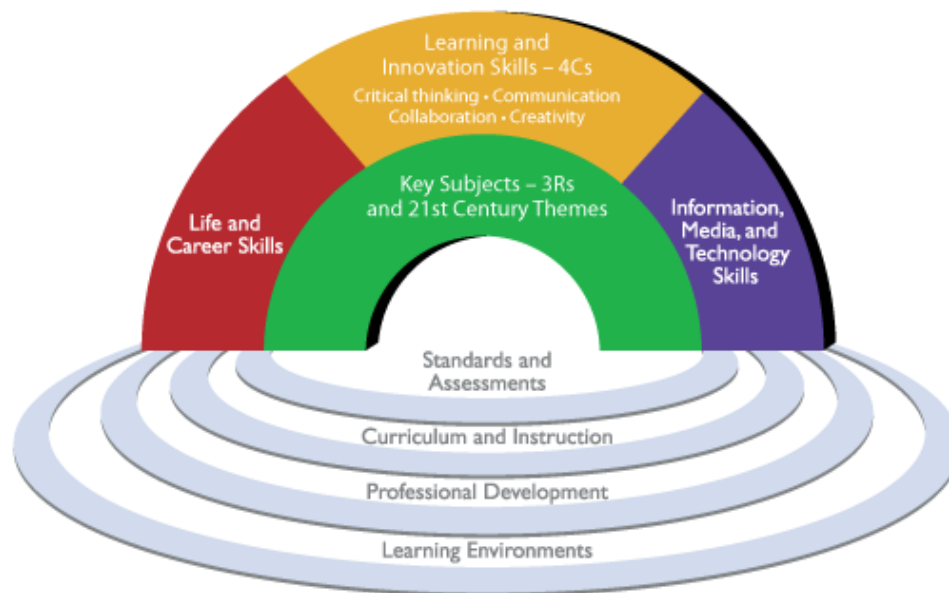 Learning and
Innovation Skills – 4Cs
Critical thinking • Communication
Collaboration • Creativity
Key Subjects – 3Rs
and 21st Century Themes
Life and
Career Skills
Information,
Media, and
Technology
Skills
Standards and
Assessments
Curriculum and Instruction
Professional Development
Learning Environments